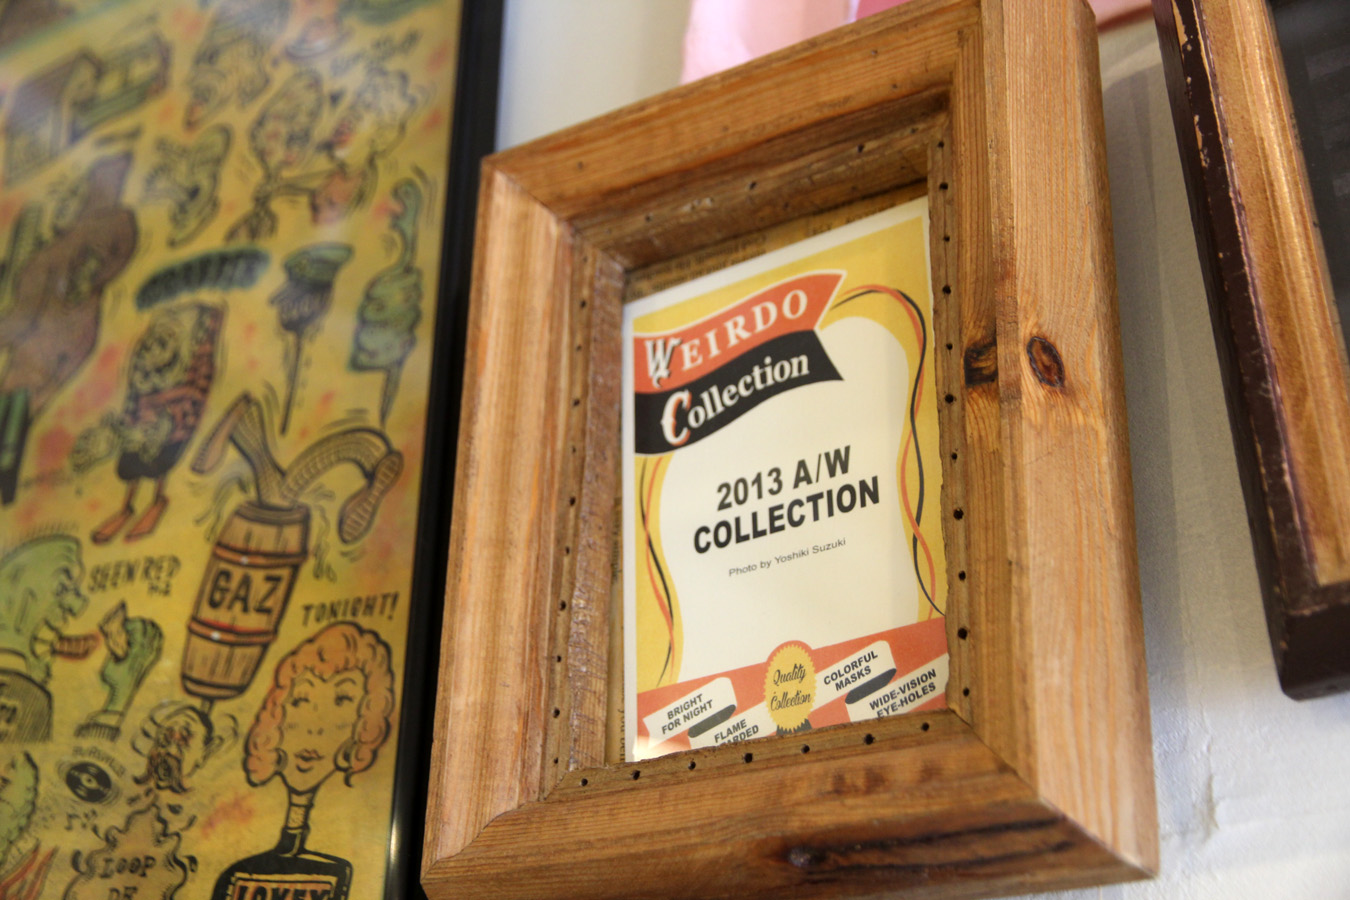 WEIRDO
Collection
2013 A/W
COLLECTION
Photo by Yoshiki Suzuki
Quality
Collection
BRIGHT
FOR NIGHT
FLAME
COLORFUL
MASKS
WIDE-VISION
EYE-HOLES
SEEN RED
GAZ
TONIGHT!
LOOP
DE